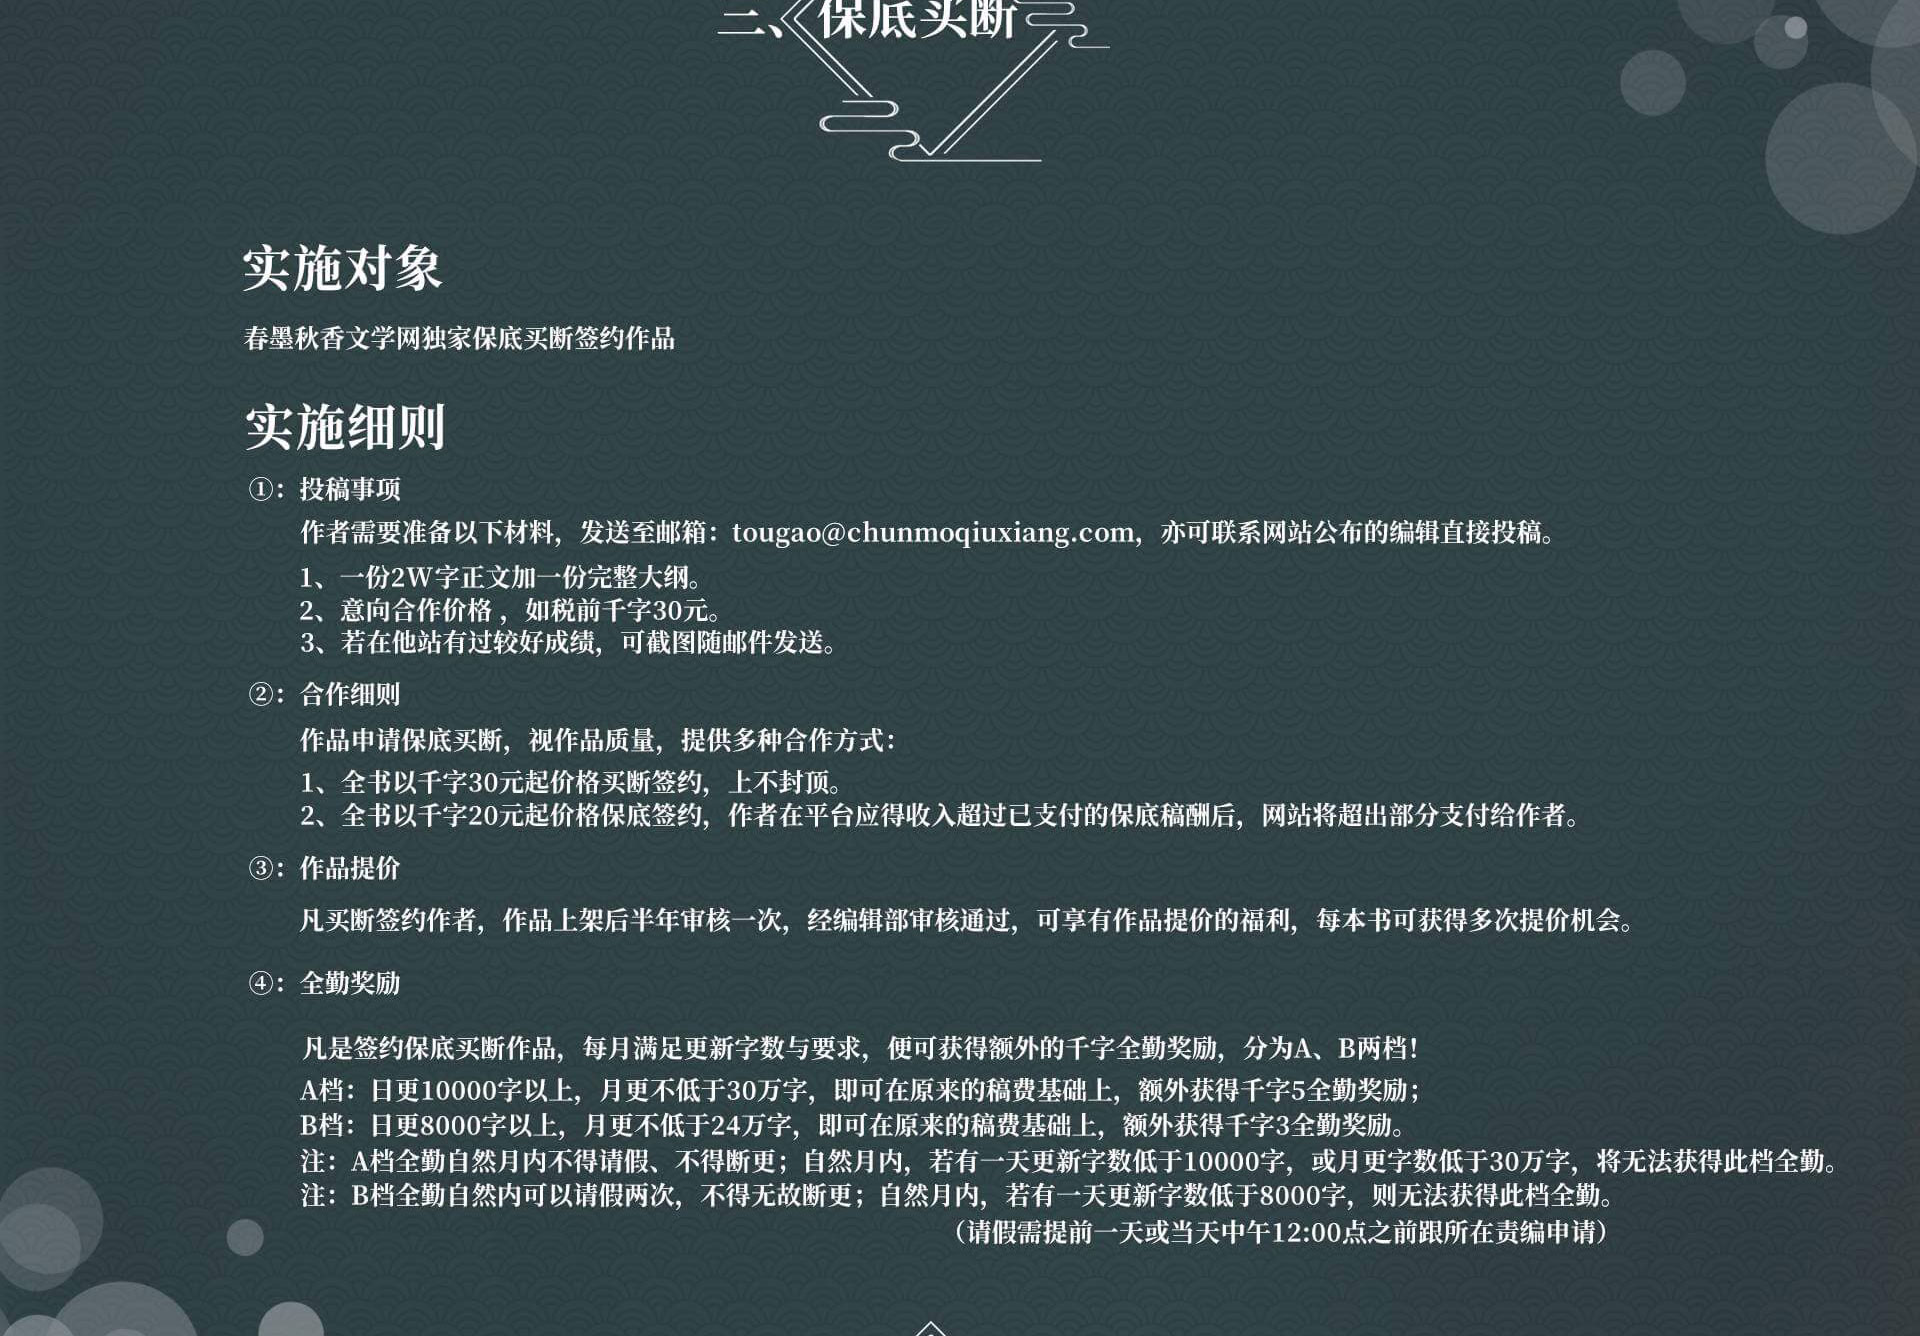 二、保底买断
实施对象
春墨秋香文学网独家保底买断签约作品
实施细则
①：投稿事项
作者需要准备以下材料，发送至邮箱：tougao@chunmoqiuxiang.com，亦可联系网站公布的编辑直接投稿。
1、一份2W字正文加一份完整大纲。
2、意向合作价格 ，如税前千字30元。
3、若在他站有过较好成绩，可截图随邮件发送。
②：合作细则
作品申请保底买断，视作品质量，提供多种合作方式：
1、全书以千字30元起价格买断签约，上不封顶。
2、全书以千字20元起价格保底签约，作者在平台应得收入超过已支付的保底稿酬后，网站将超出部分支付给作者。
③：作品提价
凡买断签约作者，作品上架后半年审核一次，经编辑部审核通过，可享有作品提价的福利，每本书可获得多次提价机会。
④：全勤奖励
凡是签约保底买断作品，每月满足更新字数与要求，便可获得额外的千字全勤奖励，分为A、B两档！
A档：日更10000字以上，月更不低于30万字，即可在原来的稿费基础上，额外获得千字5全勤奖励；
B档：日更8000字以上，月更不低于24万字，即可在原来的稿费基础上，额外获得千字3全勤奖励。
注：A档全勤自然月内不得请假、不得断更；自然月内，若有一天更新字数低于10000字，或月更字数低于30万字，将无法获得此档全勤。
注：B档全勤自然内可以请假两次，不得无故断更；自然月内，若有一天更新字数低于8000字，则无法获得此档全勤。
（请假需提前一天或当天中午12:00点之前跟所在责编申请）